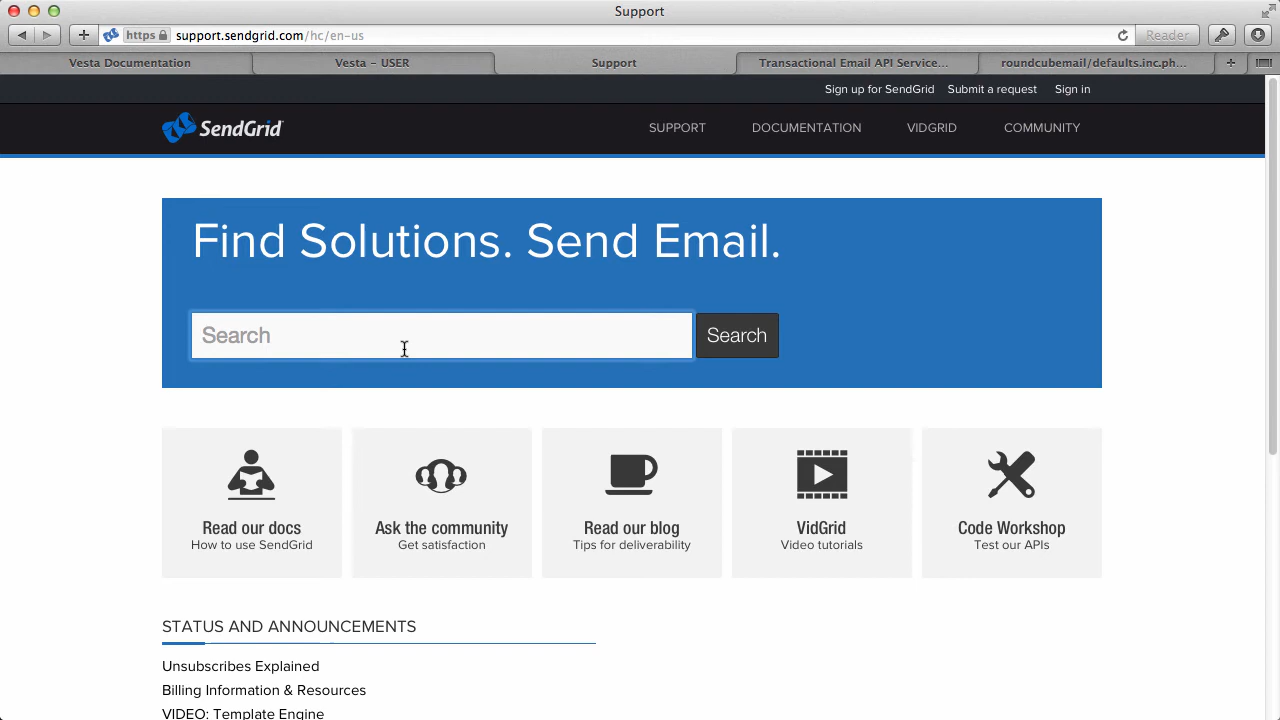 Support
https support.sendgrid.com/hc/en-us Reader
Vesta Documentation Vesta – USER Support Transactional Email API Service... roundcubemail/defaults.inc.ph...
Sign up for SendGrid Submit a request Sign in
SendGrid SUPPORT DOCUMENTATION VIDGRID COMMUNITY
Find Solutions. Send Email.
Search Search
Read our docs Ask the community Read our blog VidGrid Code Workshop
How to use SendGrid Get satisfaction Tips for deliverability Video tutorials Test our APIs
STATUS AND ANNOUNCEMENTS
Unsubscribes Explained
Billing Information & Resources
VIDEO: Template Engine